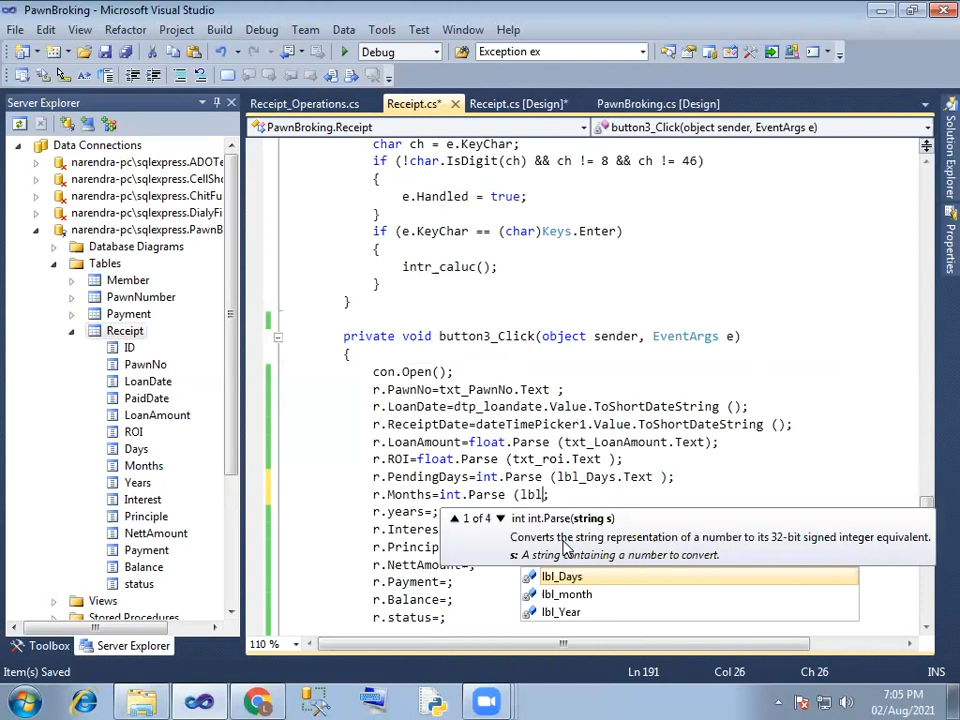 PawnBroking - Microsoft Visual Studio
File Edit View Refactor Project Build Debug Team Data Tools Test Window Help
Debug Exception ex
Server Explorer
Receipt_Operations.cs Receipt.cs* Receipt.cs [Design]* PawnBroking.cs [Design]
PawnBroking.Receipt button3_Click(object sender, EventArgs e)
Data Connections
narendra-pc\sqlexpress.ADOTe
narendra-pc\sqlexpress.CellSho
narendra-pc\sqlexpress.ChitFu
narendra-pc\sqlexpress.DialyFi
narendra-pc\sqlexpress.PawnB
Database Diagrams
Tables
Member
PawnNumber
Payment
Receipt
ID
PawnNo
LoanDate
PaidDate
LoanAmount
ROI
Days
Months
Years
Interest
Principle
NetAmount
Payment
Balance
status
Views
Stored Procedures
Toolbox Server Explorer
char ch = e.KeyChar;
if (!char.IsDigit(ch) && ch != 8 && ch != 46)
{
e.Handled = true;
}
if (e.KeyChar == (char)Keys.Enter)
{
intr_caluc();
}
}
private void button3_Click(object sender, EventArgs e)
{
con.Open();
r.PawnNo=txt_PawnNo.Text ;
r.LoanDate=dtp_loandate.Value.ToShortDateString ();
r.ReceiptDate=dateTimePicker1.Value.ToShortDateString ();
r.LoanAmount=float.Parse (txt_LoanAmount.Text);
r.ROI=float.Parse (txt_roi.Text );
r.PendingDays=int.Parse (lbl_Days.Text );
r.Months=int.Parse (lbl;
r.years=;
r.Interes
r.Princip
r.NetAmount=;
r.Payment=;
r.Balance=;
r.status=;
1 of 4 int int.Parse(string s)
Converts the string representation of a number to its 32-bit signed integer equivalent.
s: A string containing a number to convert.
lbl_Days
lbl_month
lbl_Year
110 %
Solution Explorer
Properties
Item(s) Saved Ln 191 Col 26 Ch 26 INS
7:05 PM
02/Aug/2021